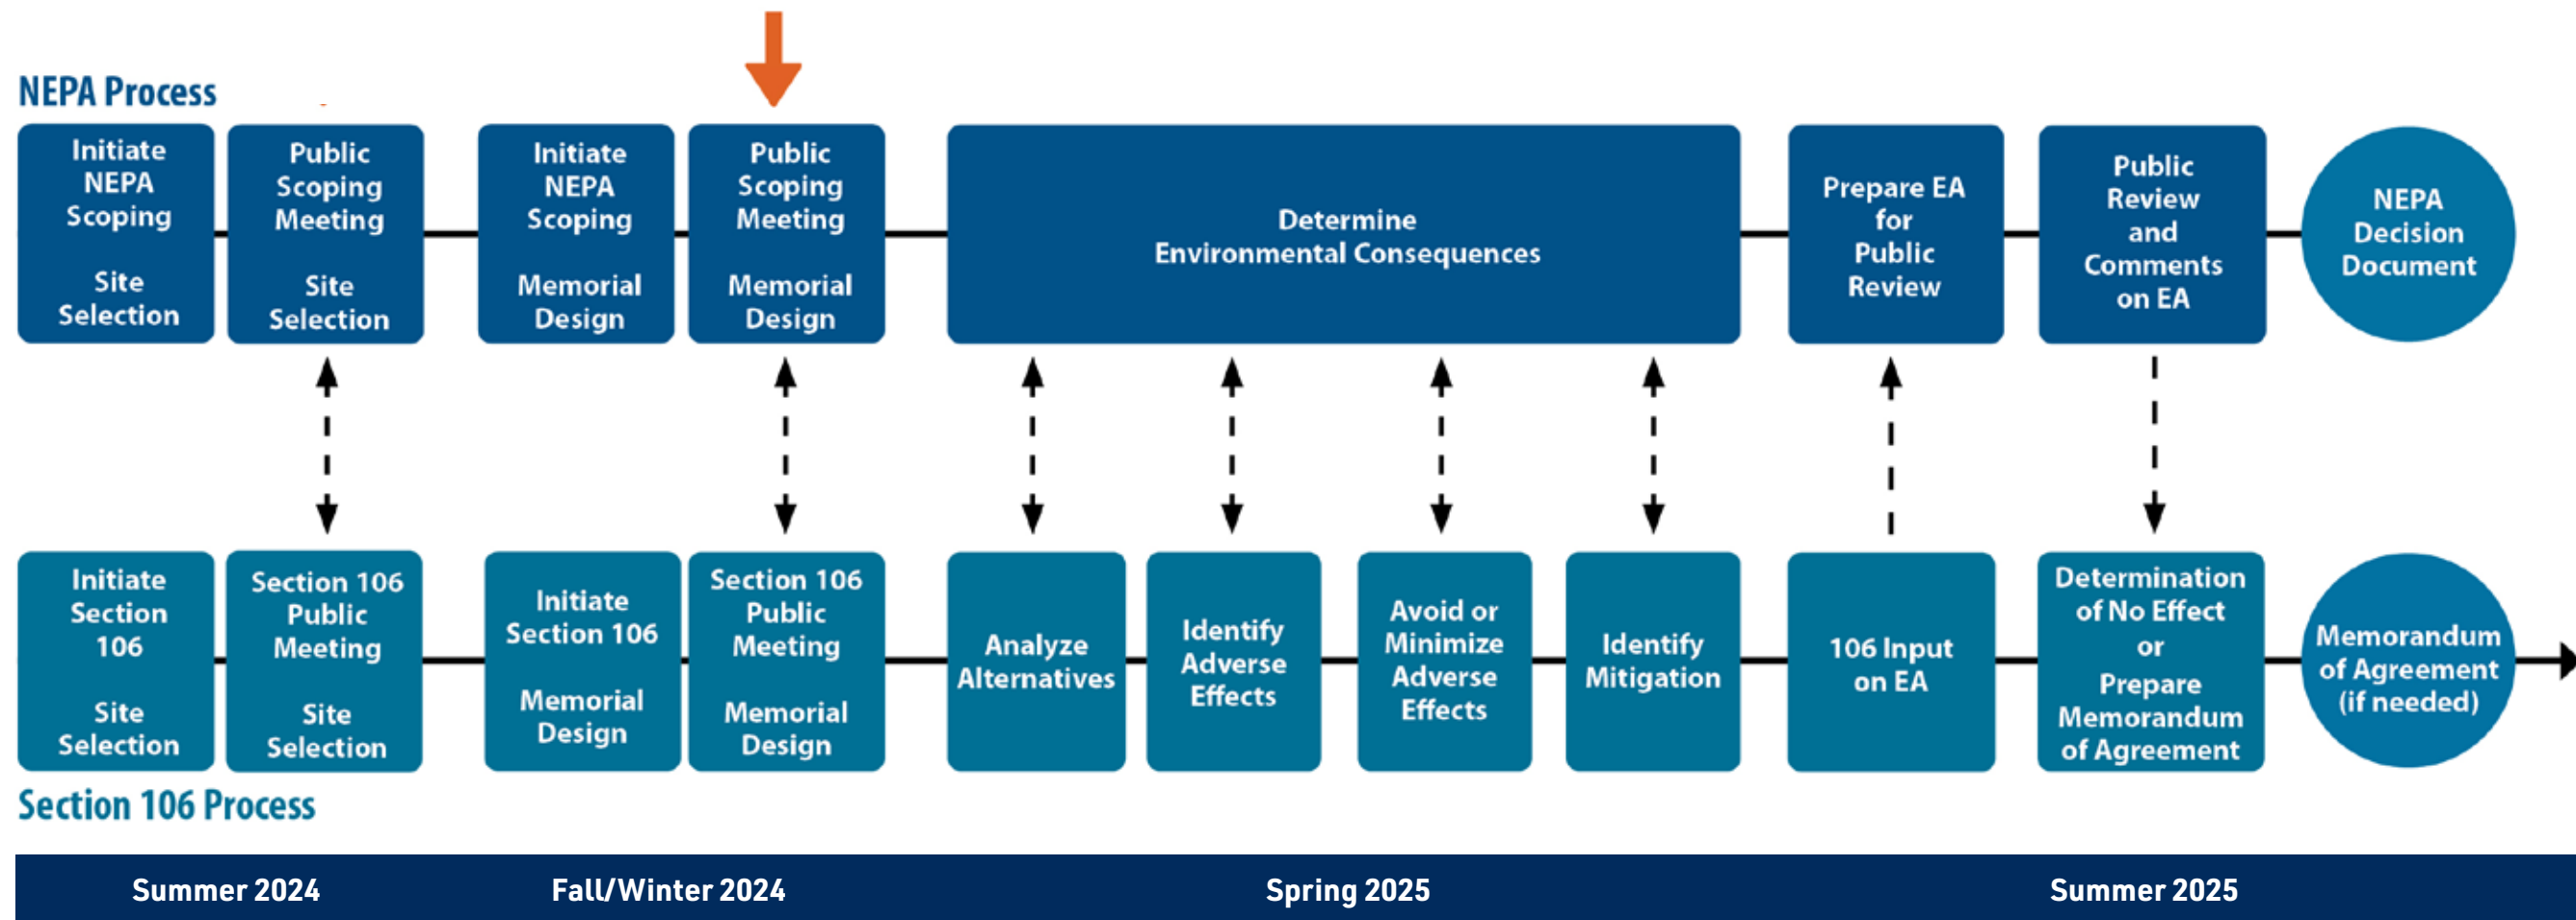 NEPA Process
Initiate
NEPA
Scoping
Site
Selection
Public
Scoping
Meeting
Site
Selection
Initiate
NEPA
Scoping
Memorial
Design
Public
Scoping
Meeting
Memorial
Design
Determine
Environmental Consequences
Prepare EA
for
Public
Review
Public
Review
and
Comments
on EA
NEPA
Decision
Document
Initiate
Section
106
Site
Selection
Section 106
Public
Meeting
Site
Selection
Initiate
Section 106
Memorial
Design
Section 106
Public
Meeting
Memorial
Design
Analyze
Alternatives
Identify
Adverse
Effects
Avoid or
Minimize
Adverse
Effects
Identify
Mitigation
106 Input
on EA
Determination
of No Effect
or
Prepare
Memorandum
of Agreement
Memorandum
of Agreement
(if needed)
Section 106 Process
Summer 2024
Fall/Winter 2024
Spring 2025
Summer 2025